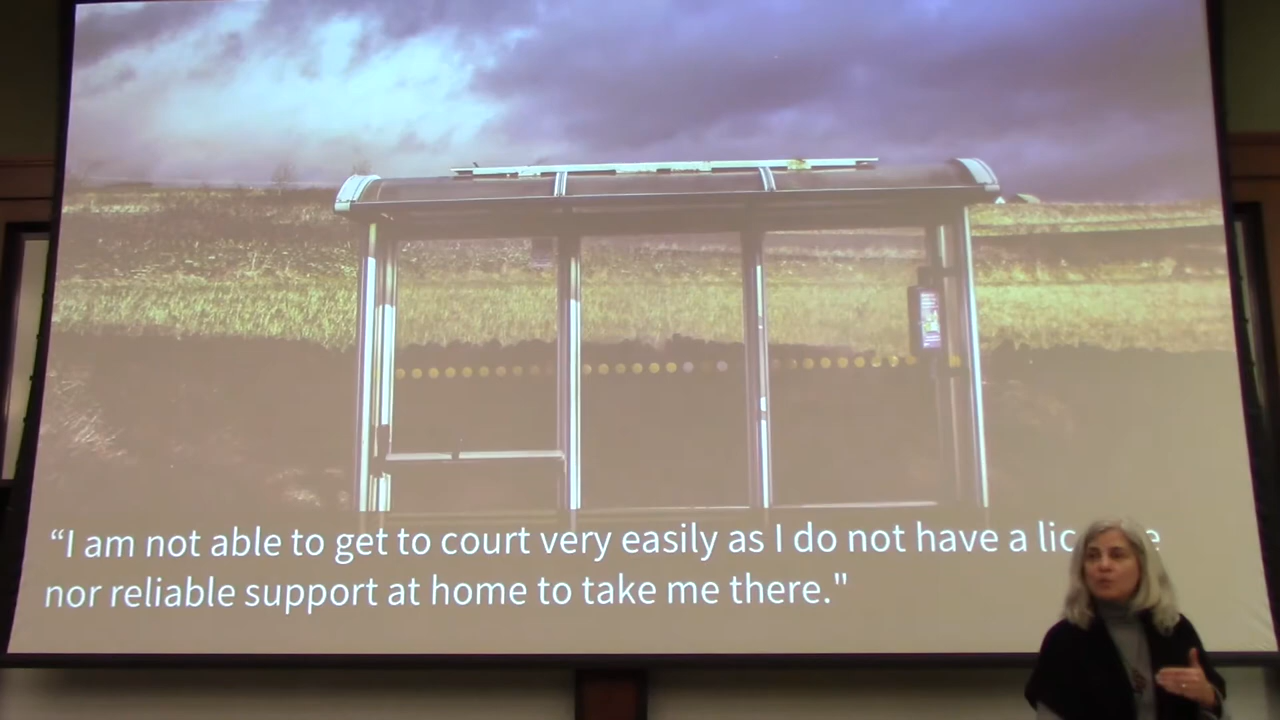 “I am not able to get to court very easily as I do not have a
nor reliable support at home to take me there."